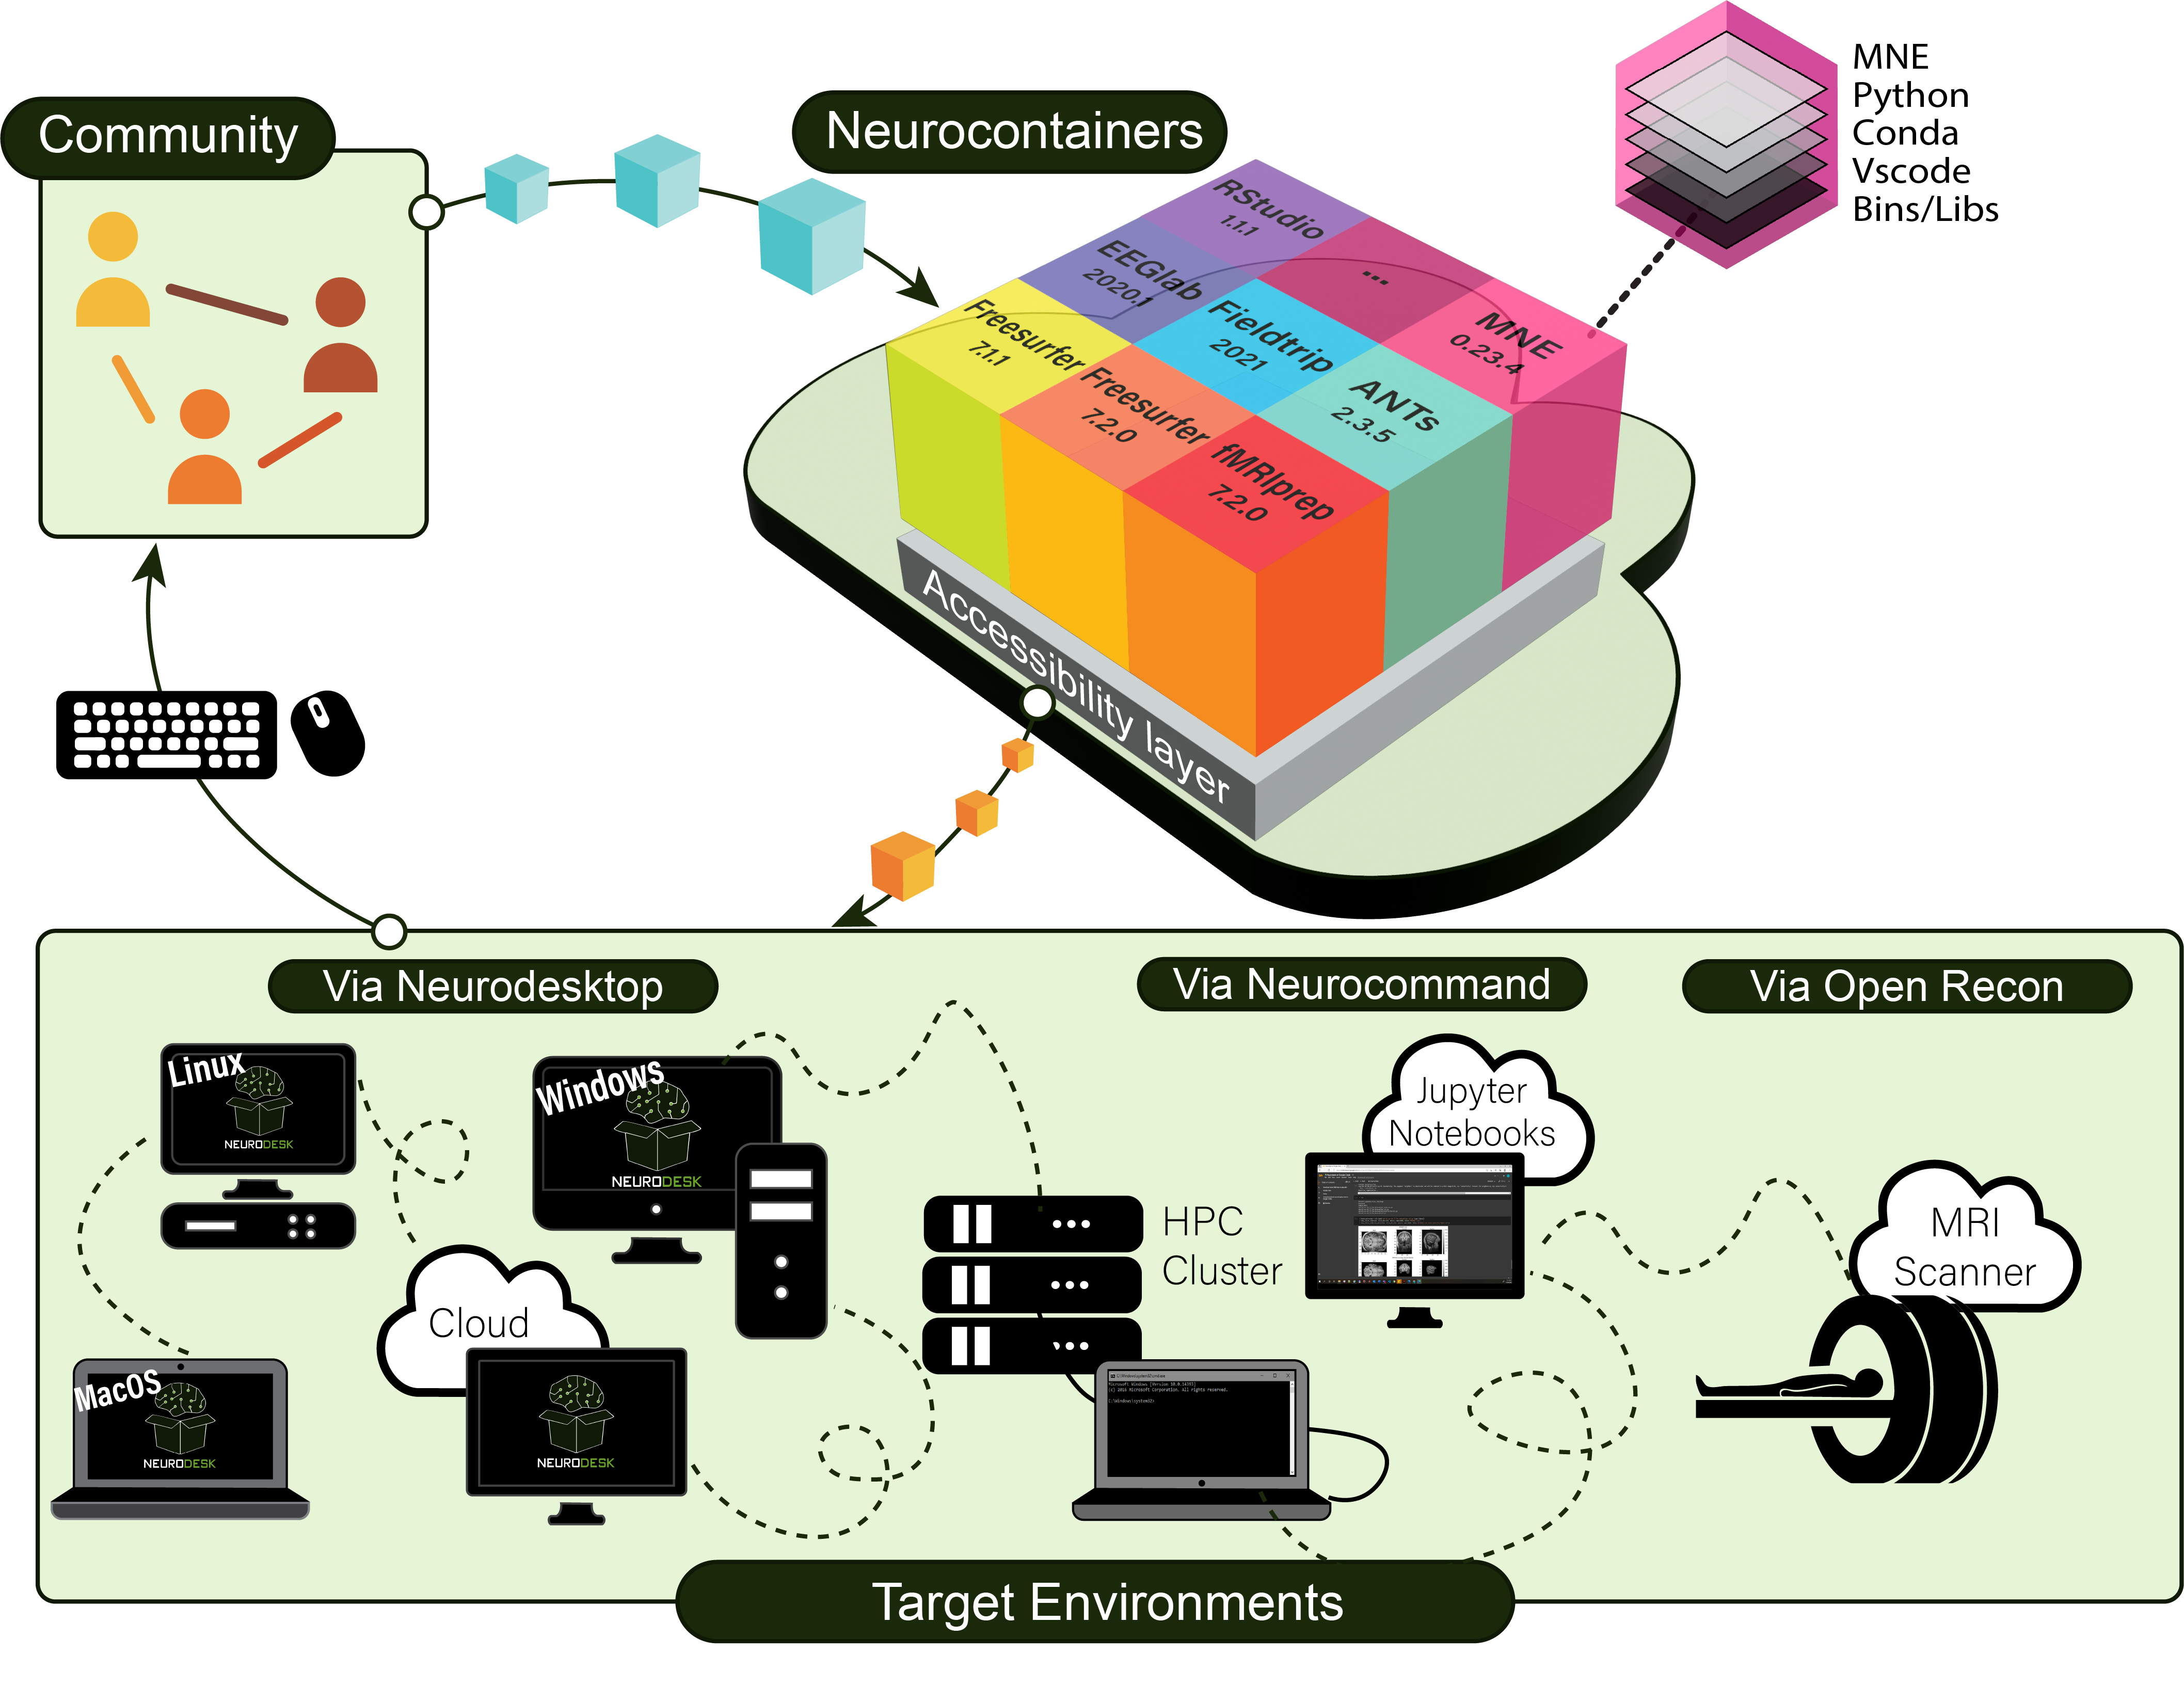 Community
Neurocontainers
MNE
Python
Conda
Vscode
Bins/Libs
RStudio
1.1.1
...
EEGlab
2020.1
MNE
0.23.4
Freesurfer
7.1.1
Fieldtrip
2021
ANTs
2.3.5
Freesurfer
7.2.0
fMRIprep
7.2.0
Accessibility layer
Via Neurodesktop
Via Neurocommand
Via Open Recon
Linux
NEURODESK
Windows
NEURODESK
Jupyter
Notebooks
HPC
Cluster
MRI
Scanner
Cloud
MacOS
NEURODESK
NEURODESK
Target Environments